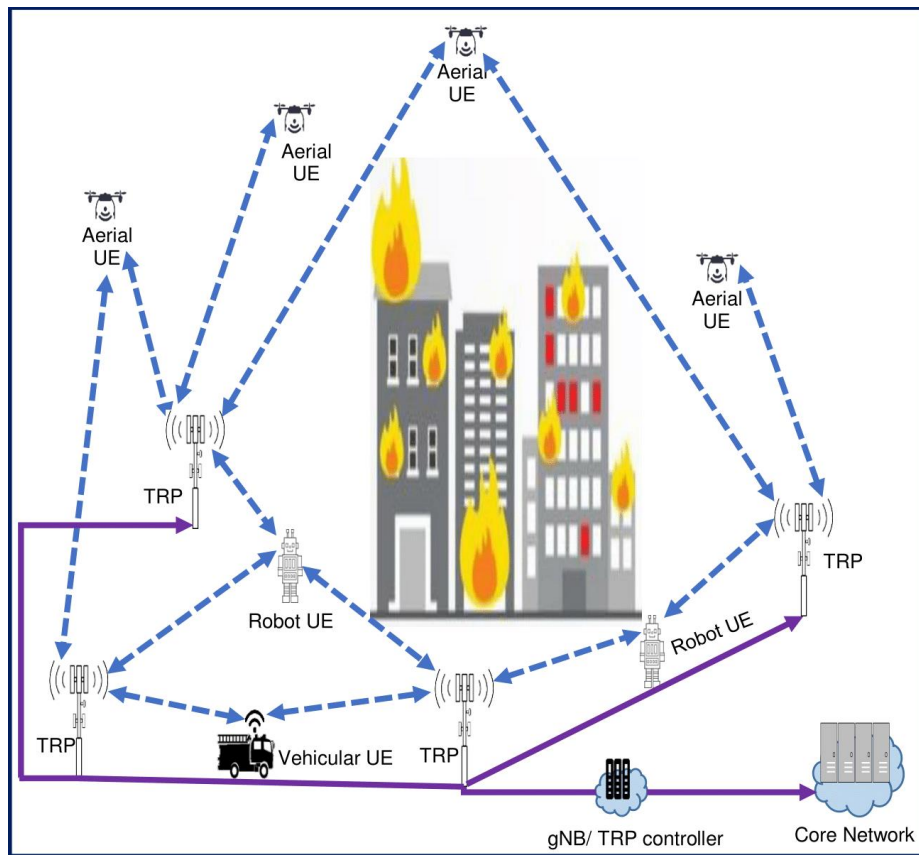 Aerial
UE
Aerial
UE
Aerial
UE
Aerial
UE
TRP
TRP
Robot UE
Robot UE
TRP
Vehicular UE
TRP
gNB/ TRP controller
Core Network